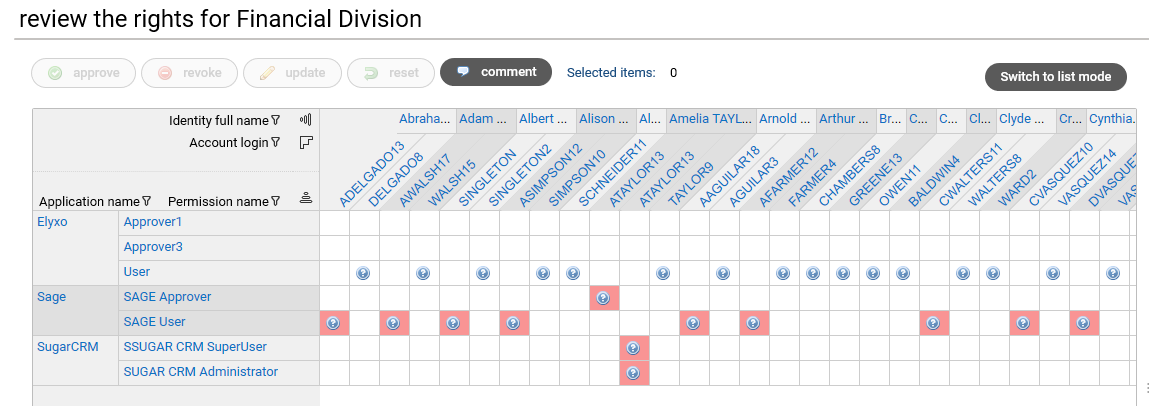 review the rights for Financial Division
approve revoke update reset comment Selected items: 0
Switch to list mode
Identity full name Abraha... Adam ... Albert ... Alison ... Al... Amelia TAYL... Arnold ... Arthur ... Br... C... C... Cl... Clyde ... Cr... Cynthia.
Account login
ADELGADO13 DELGADO8 AWALSH17 WALSH15 SINGLETON SINGLETON2 ASIMPSON12 SIMPSON10 SCHNEIDER11 ATAYLOR13 ATAYLOR13 TAYLOR9 AAGUILAR18 AGUILAR3 AFARMER12 FARMER4 CHAMBERS8 GREENE13 OWEN11 BALDWIN4 CWALTERS11 WALTERS8 WARD2 CVASQUEZ10 VASQUEZ14 DVASQUE VAS
Application name Permission name
Elyxo Approver1
Approver3
User
Sage SAGE Approver
SAGE User
SugarCRM SSUGAR CRM SuperUser
SUGAR CRM Administrator